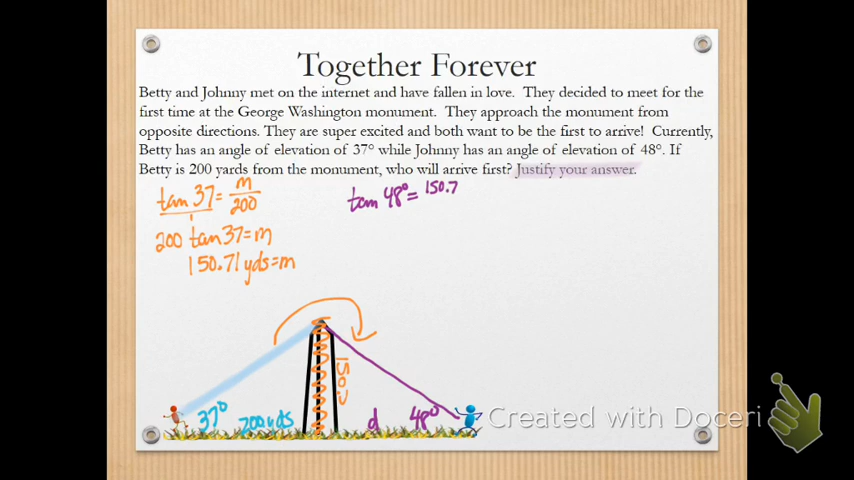 Together Forever
Betty and Johnny met on the internet and have fallen in love. They decided to meet for the
first time at the George Washington monument. They approach the monument from
opposite directions. They are super excited and both want to be the first to arrive! Currently,
Betty has an angle of elevation of 37° while Johnny has an angle of elevation of 48°. If
Betty is 200 yards from the monument, who will arrive first? Justify your answer.
tan 37 = m/200
200 tan 37 = m
150.71 yds = m
tan 48° = 150.7
150.7
37°
200 yds
d
48°
Created with Doceri